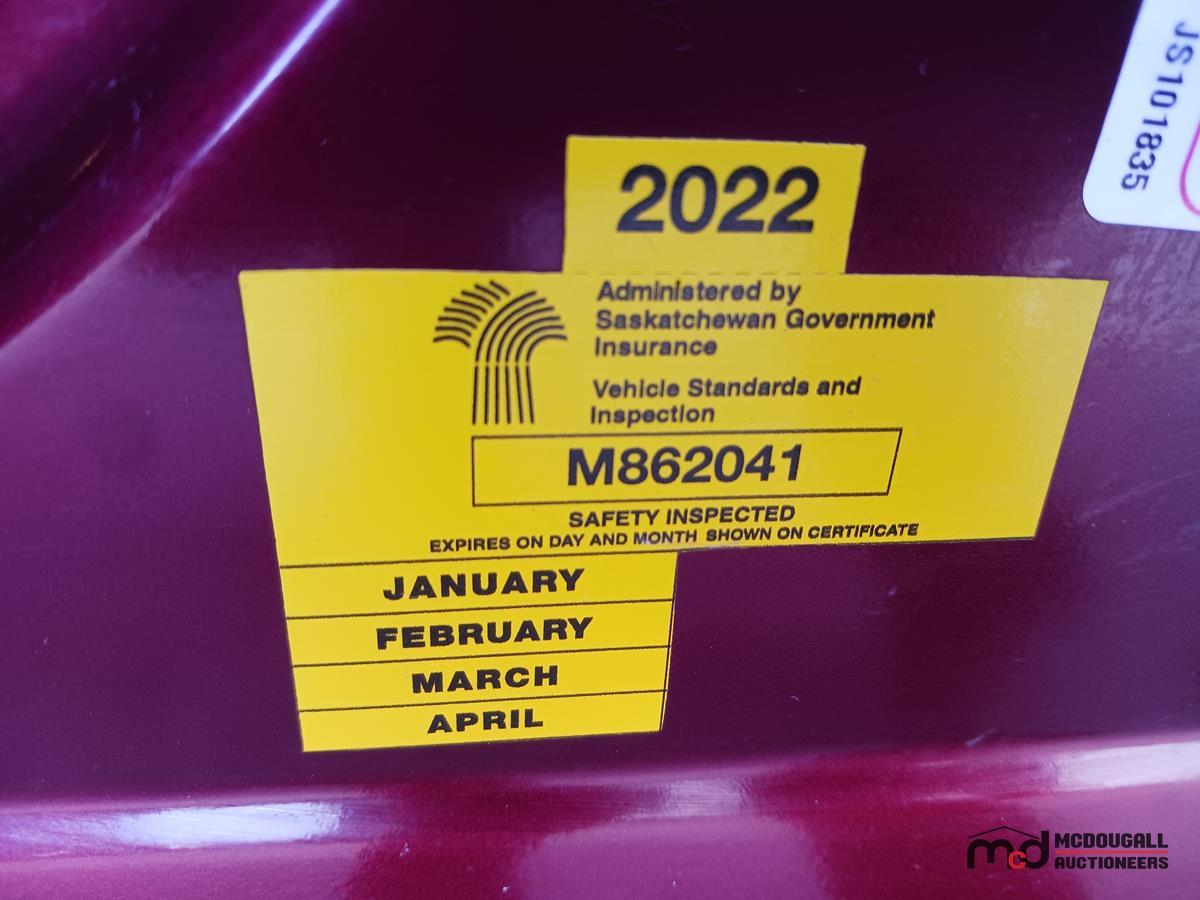 JS101835
2022
Administered by
Saskatchewan Government
Insurance
Vehicle Standards and
Inspection
M862041
SAFETY INSPECTED
EXPIRES ON DAY AND MONTH SHOWN ON CERTIFICATE
JANUARY
FEBRUARY
MARCH
APRIL
mcd MCDOUGALL
AUCTIONEERS